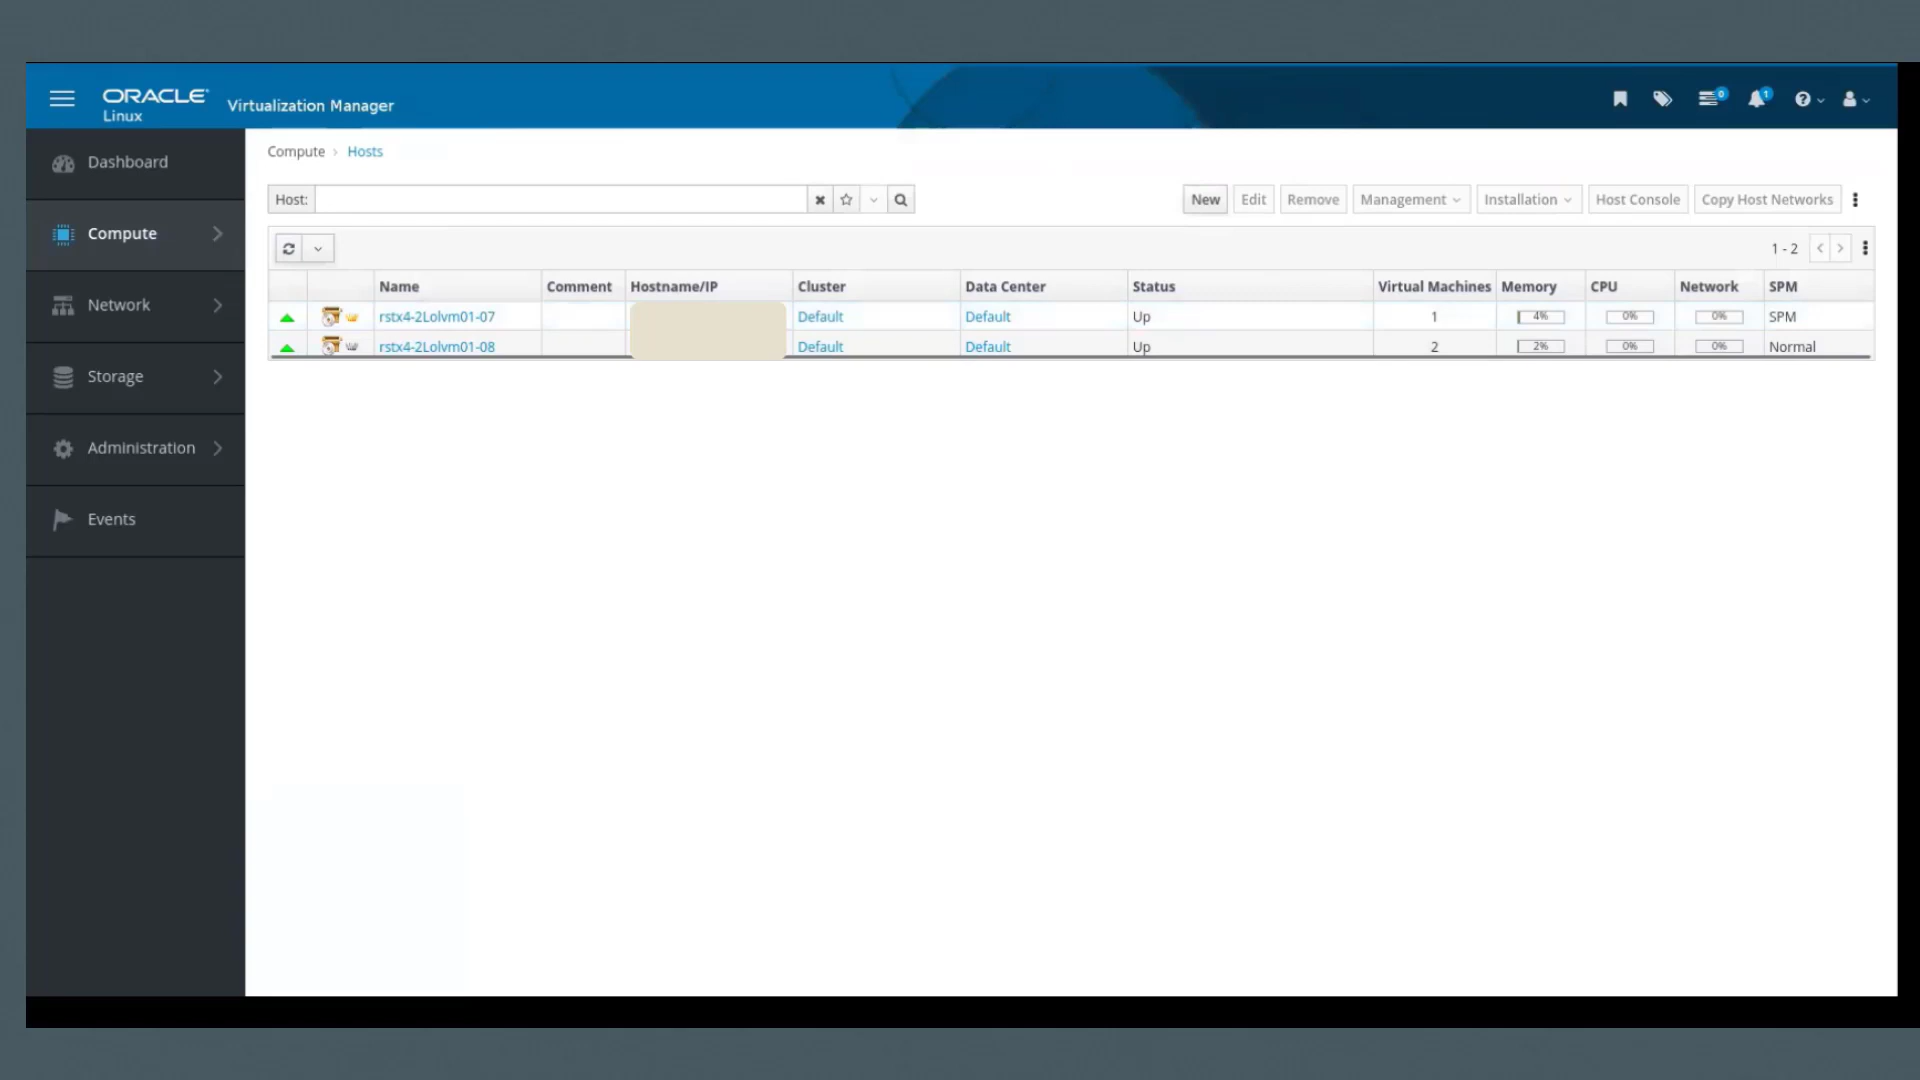 ORACLE
Linux
Virtualization Manager
0
1
Dashboard
Compute
Network
Storage
Administration
Events
Compute › Hosts
Host:
New Edit Remove Management Installation Host Console Copy Host Networks
1 - 2
Name Comment Hostname/IP Cluster Data Center Status Virtual Machines Memory CPU Network SPM
rstx4-2Lolvm01-07 Default Default Up 1 4% 0% 0% SPM
rstx4-2Lolvm01-08 Default Default Up 2 2% 0% 0% Normal